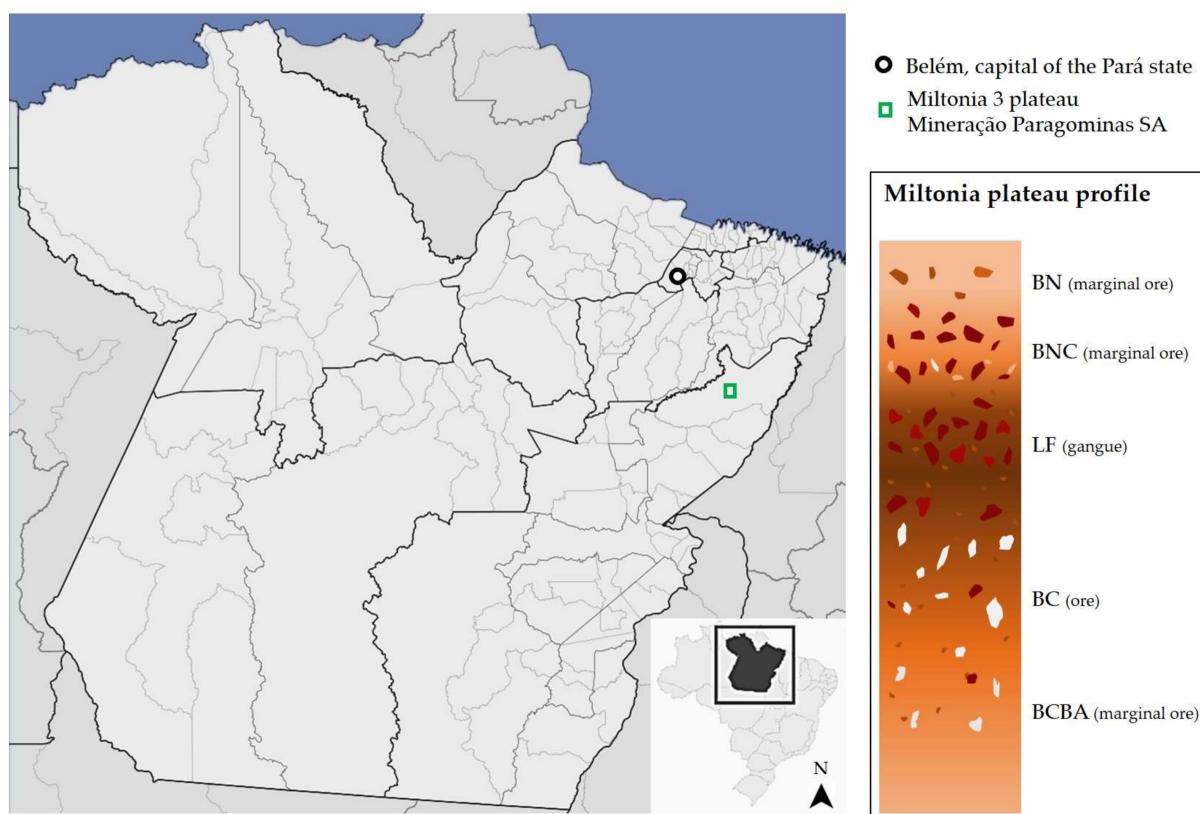 Belém, capital of the Pará state
Miltonia 3 plateau
Mineração Paragominas SA
Miltonia plateau profile
BN (marginal ore)
BNC (marginal ore)
LF (gangue)
BC (ore)
BCBA (marginal ore)
N